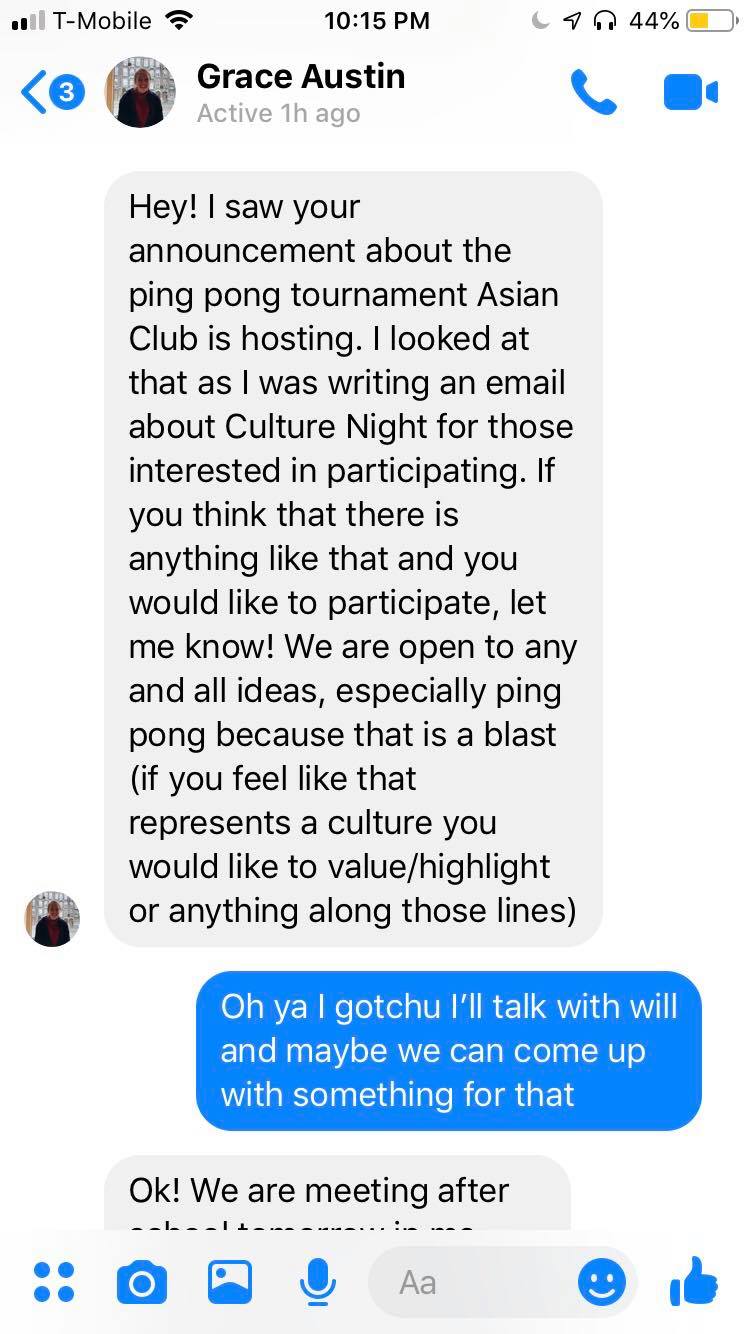 T-Mobile 10:15 PM 44%
3 Grace Austin
Active 1h ago
Hey! I saw your
announcement about the
ping pong tournament Asian
Club is hosting. I looked at
that as I was writing an email
about Culture Night for those
interested in participating. If
you think that there is
anything like that and you
would like to participate, let
me know! We are open to any
and all ideas, especially ping
pong because that is a blast
(if you feel like that
represents a culture you
would like to value/highlight
or anything along those lines)
Oh ya I gotchu I’ll talk with will
and maybe we can come up
with something for that
Ok! We are meeting after
school tomorrow in
Aa